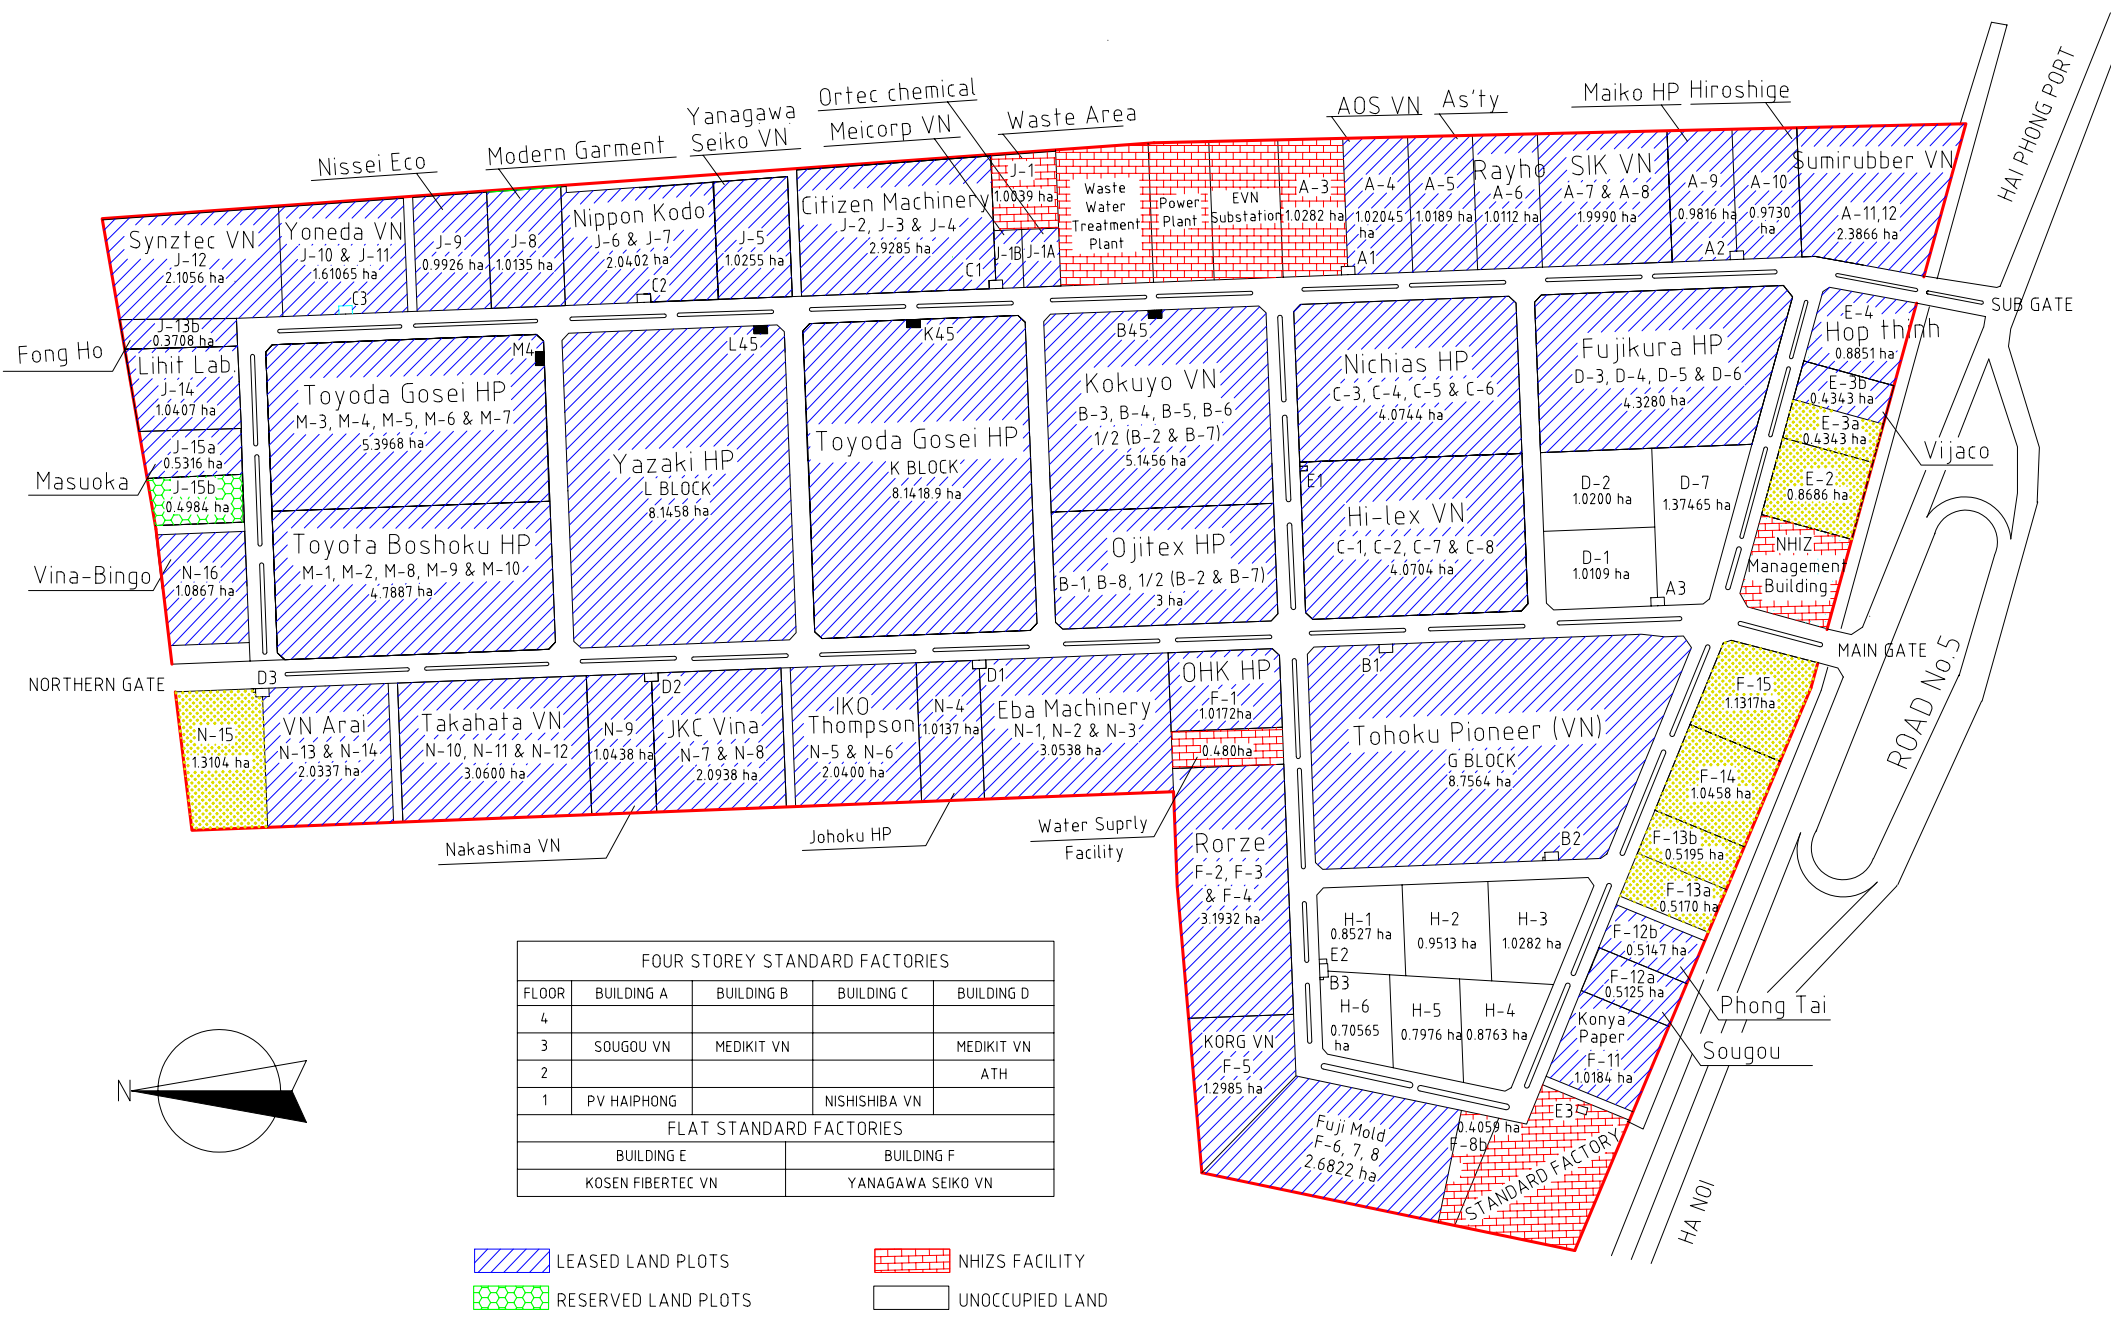 HAI PHONG PORT
Ortec chemical
Yanagawa
Seiko VN
Meicorp VN
Waste Area
AOS VN
As'ty
Maiko HP
Hiroshige
Nissei Eco
Modern Garment
Synztec VN
J-12
2.1056 ha
Yoneda VN
J-10 & J-11
1.61065 ha
C3
J-9
0.9926 ha
J-8
1.0135 ha
Nippon Kodo
J-6 & J-7
2.0402 ha
C2
J-5
1.0255 ha
Citizen Machinery
J-2, J-3 & J-4
2.9285 ha
C1
J-1
1.0039 ha
J-1B
J-1A
Waste
Water
Treatment
Plant
Power
Plant
EVN
Substation
A-3
1.0282 ha
A1
A-4
1.02045
ha
A-5
1.0189 ha
Rayho
A-6
1.0112 ha
SIK VN
A-7 & A-8
1.9990 ha
A-9
0.9816 ha
A2
A-10
0.9730
ha
Sumirubber VN
A-11,12
2.3866 ha
SUB GATE
Fong Ho
J-13b
0.3708 ha
Lihit Lab.
J-14
1.0407 ha
J-15a
0.5316 ha
Masuoka
J-15b
0.4984 ha
Vina-Bingo
N-16
1.0867 ha
M4
Toyoda Gosei HP
M-3, M-4, M-5, M-6 & M-7
5.3968 ha
Toyota Boshoku HP
M-1, M-2, M-8, M-9 & M-10
4.7887 ha
L45
Yazaki HP
L BLOCK
8.1458 ha
K45
Toyoda Gosei HP
K BLOCK
8.1418.9 ha
B45
Kokuyo VN
B-3, B-4, B-5, B-6
1/2 (B-2 & B-7)
5.1456 ha
Ojitex HP
B-1, B-8, 1/2 (B-2 & B-7)
3 ha
Nichias HP
C-3, C-4, C-5 & C-6
4.0744 ha
E1
Hi-lex VN
C-1, C-2, C-7 & C-8
4.0704 ha
Fujikura HP
D-3, D-4, D-5 & D-6
4.3280 ha
D-2
1.0200 ha
D-7
1.37465 ha
D-1
1.0109 ha
A3
E-4
Hop thinh
0.8851 ha
E-3b
0.4343 ha
E-3a
0.4343 ha
Vijaco
E-2
0.8686 ha
NHIZ
Management
Building
MAIN GATE
ROAD No.5
NORTHERN GATE
D3
N-15
1.3104 ha
VN Arai
N-13 & N-14
2.0337 ha
Takahata VN
N-10, N-11 & N-12
3.0600 ha
N-9
1.0438 ha
D2
JKC Vina
N-7 & N-8
2.0938 ha
IKO
Thompson
N-5 & N-6
2.0400 ha
N-4
1.0137 ha
D1
Eba Machinery
N-1, N-2 & N-3
3.0538 ha
OHK HP
F-1
1.0172ha
0.480ha
Nakashima VN
Johoku HP
Water Suprly
Facility
B1
Tohoku Pioneer (VN)
G BLOCK
8.7564 ha
B2
F-15
1.1317ha
F-14
1.0458 ha
F-13b
0.5195 ha
F-13a
0.5170 ha
Rorze
F-2, F-3
& F-4
3.1932 ha
H-1
0.8527 ha
H-2
0.9513 ha
H-3
1.0282 ha
E2
B3
H-6
0.70565
ha
H-5
0.7976 ha
H-4
0.8763 ha
F-12b
0.5147 ha
F-12a
0.5125 ha
Phong Tai
Konya
Paper
F-11
1.0184 ha
Sougou
KORG VN
F-5
1.2985 ha
Fuji Mold
F-6, 7, 8
2.6822 ha
0.4059 ha
F-8b
E3
STANDARD FACTORY
HA NOI
N
FOUR STOREY STANDARD FACTORIES
FLOOR BUILDING A BUILDING B BUILDING C BUILDING D
4
3 SOUGOU VN MEDIKIT VN MEDIKIT VN
2 ATH
1 PV HAIPHONG NISHISHIBA VN
FLAT STANDARD FACTORIES
BUILDING E BUILDING F
KOSEN FIBERTEC VN YANAGAWA SEIKO VN
LEASED LAND PLOTS
NHIZS FACILITY
RESERVED LAND PLOTS
UNOCCUPIED LAND